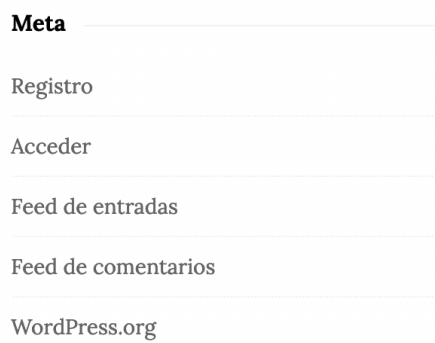 Meta
Registro
Acceder
Feed de entradas
Feed de comentarios
WordPress.org